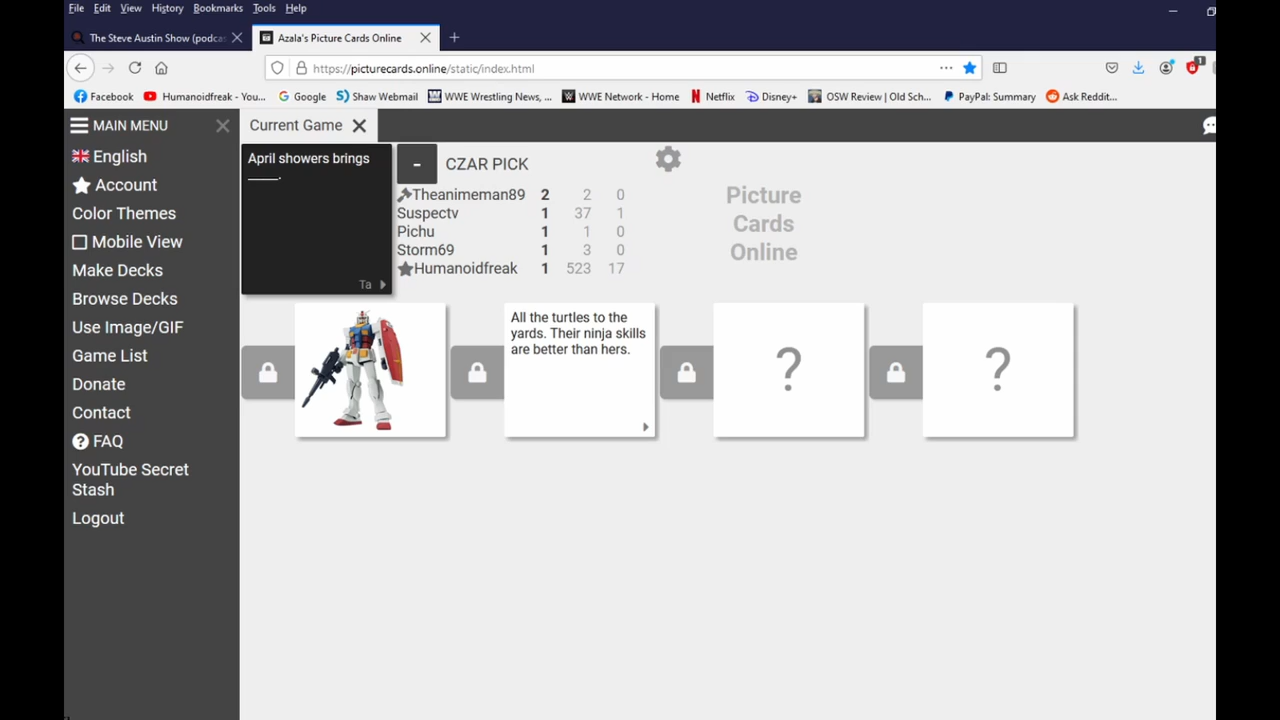 File Edit View History Bookmarks Tools Help
The Steve Austin Show (podca
Azala's Picture Cards Online
https://picturecards.online/static/index.html
1
Facebook Humanoidfreak - You... Google Shaw Webmail WWE Wrestling News, ... WWE Network - Home Netflix Disney+ OSW Review | Old Sch... PayPal: Summary Ask Reddit...
MAIN MENU
Current Game
English
Account
Color Themes
Mobile View
Make Decks
Browse Decks
Use Image/GIF
Game List
Donate
Contact
FAQ
YouTube Secret
Stash
Logout
April showers brings
_____.
Ta
-
CZAR PICK
Theanimeman89 2 2 0
Suspectv 1 37 1
Pichu 1 1 0
Storm69 1 3 0
Humanoidfreak 1 523 17
Picture
Cards
Online
All the turtles to the
yards. Their ninja skills
are better than hers.
?
?